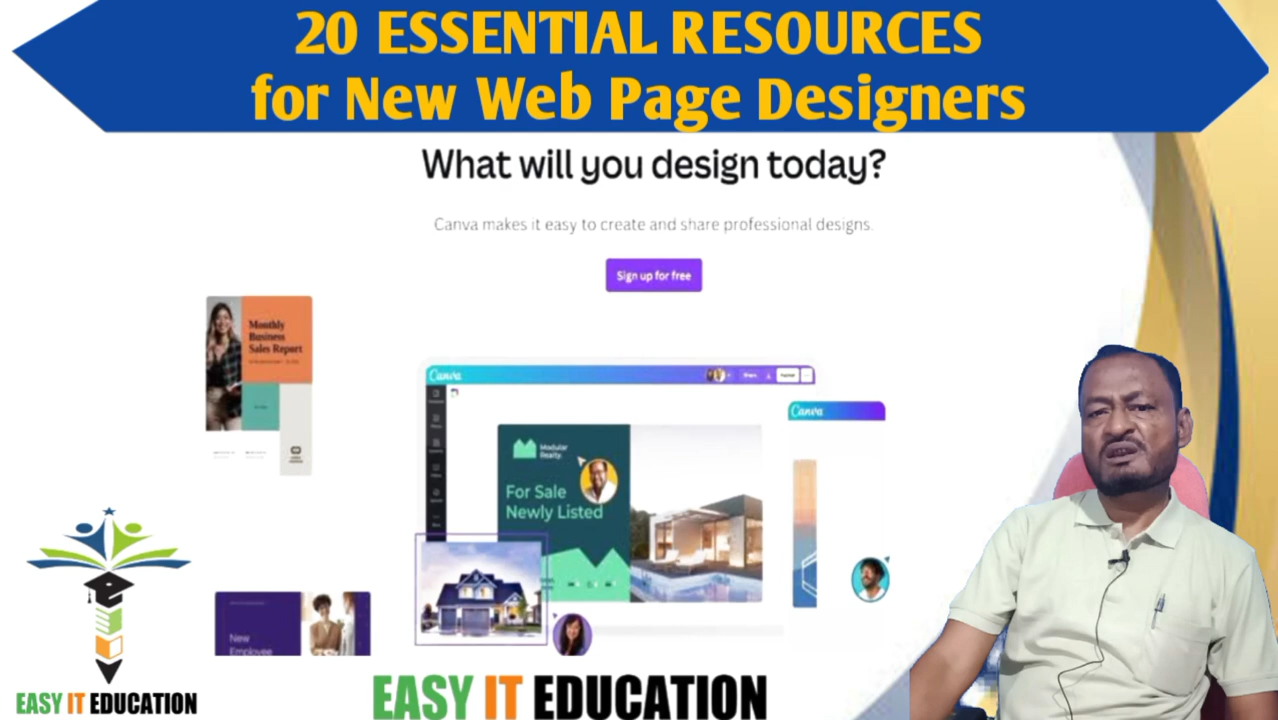 20 ESSENTIAL RESOURCES
for New Web Page Designers
What will you design today?
Canva makes it easy to create and share professional designs.
Sign up for free
Monthly
Business
Sales Report
Canva
Share
Canva
Modular
Realty
For Sale
Newly Listed
New
Employee
EASY IT EDUCATION
EASY IT EDUCATION